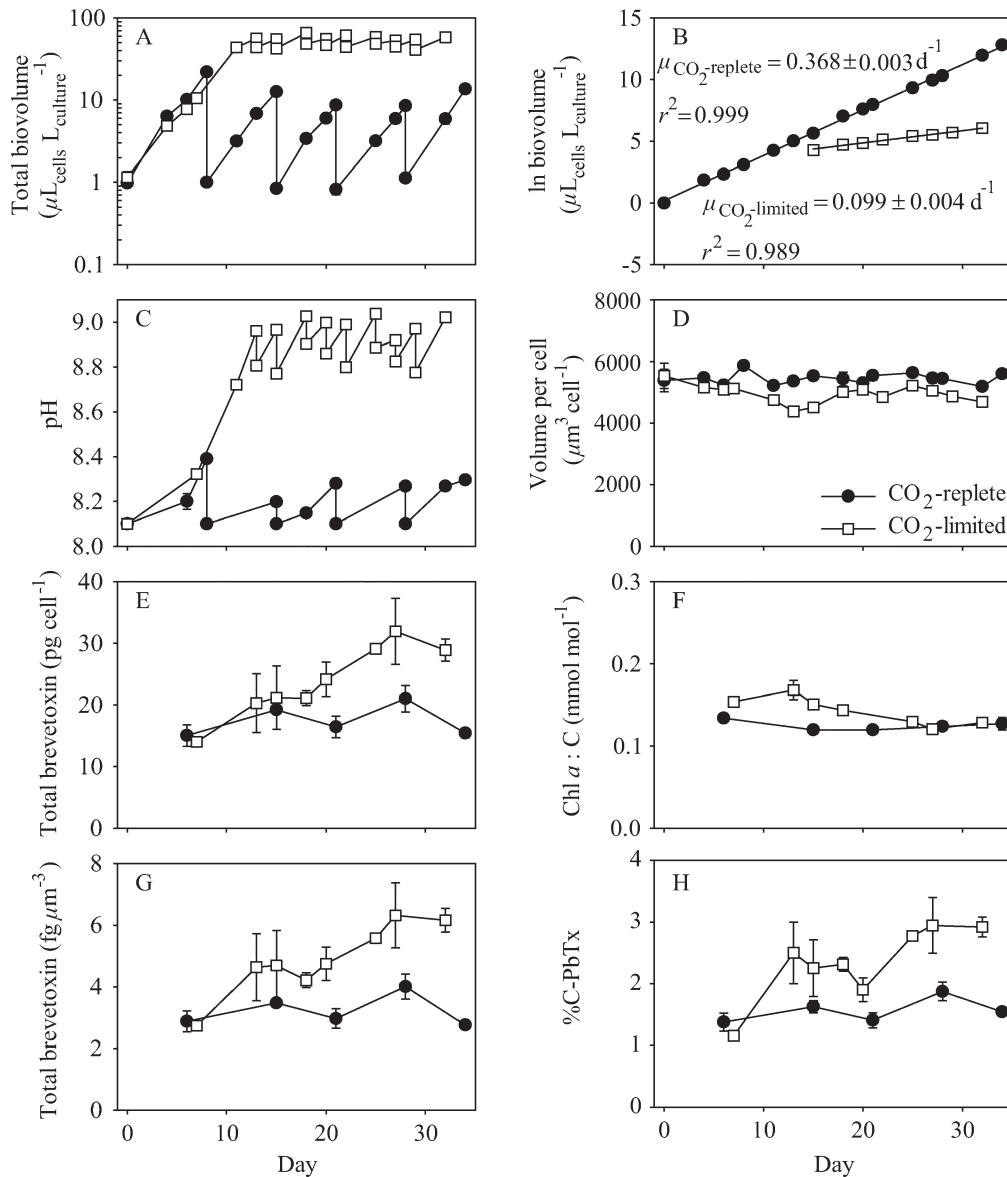 A
Total biovolume
(μL_cells L_culture⁻¹)
100
10
1
0.1
B
ln biovolume
(μL_cells L_culture⁻¹)
15
10
5
0
-5
μ_CO₂-replete = 0.368±0.003 d⁻¹
r² = 0.999
μ_CO₂-limited = 0.099 ± 0.004 d⁻¹
r² = 0.989
C
pH
9.0
8.8
8.6
8.4
8.2
8.0
D
Volume per cell
(μm³ cell⁻¹)
8000
6000
4000
2000
0
CO₂-replete
CO₂-limited
E
Total brevetoxin (pg cell⁻¹)
40
30
20
10
0
F
Chl a : C (mmol mol⁻¹)
0.3
0.2
0.1
0.0
G
Total brevetoxin (fg μm⁻³)
8
6
4
2
0
0 10 20 30
Day
H
%C-PbTx
4
3
2
1
0
0 10 20 30
Day